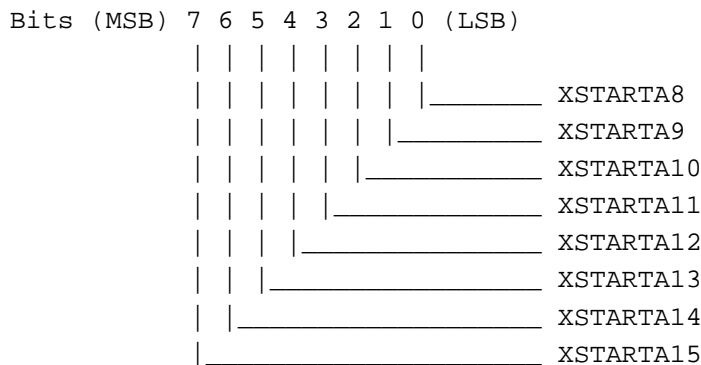 Bits (MSB) 7 6 5 4 3 2 1 0 (LSB)
XSTARTA8
XSTARTA9
XSTARTA10
XSTARTA11
XSTARTA12
XSTARTA13
XSTARTA14
XSTARTA15